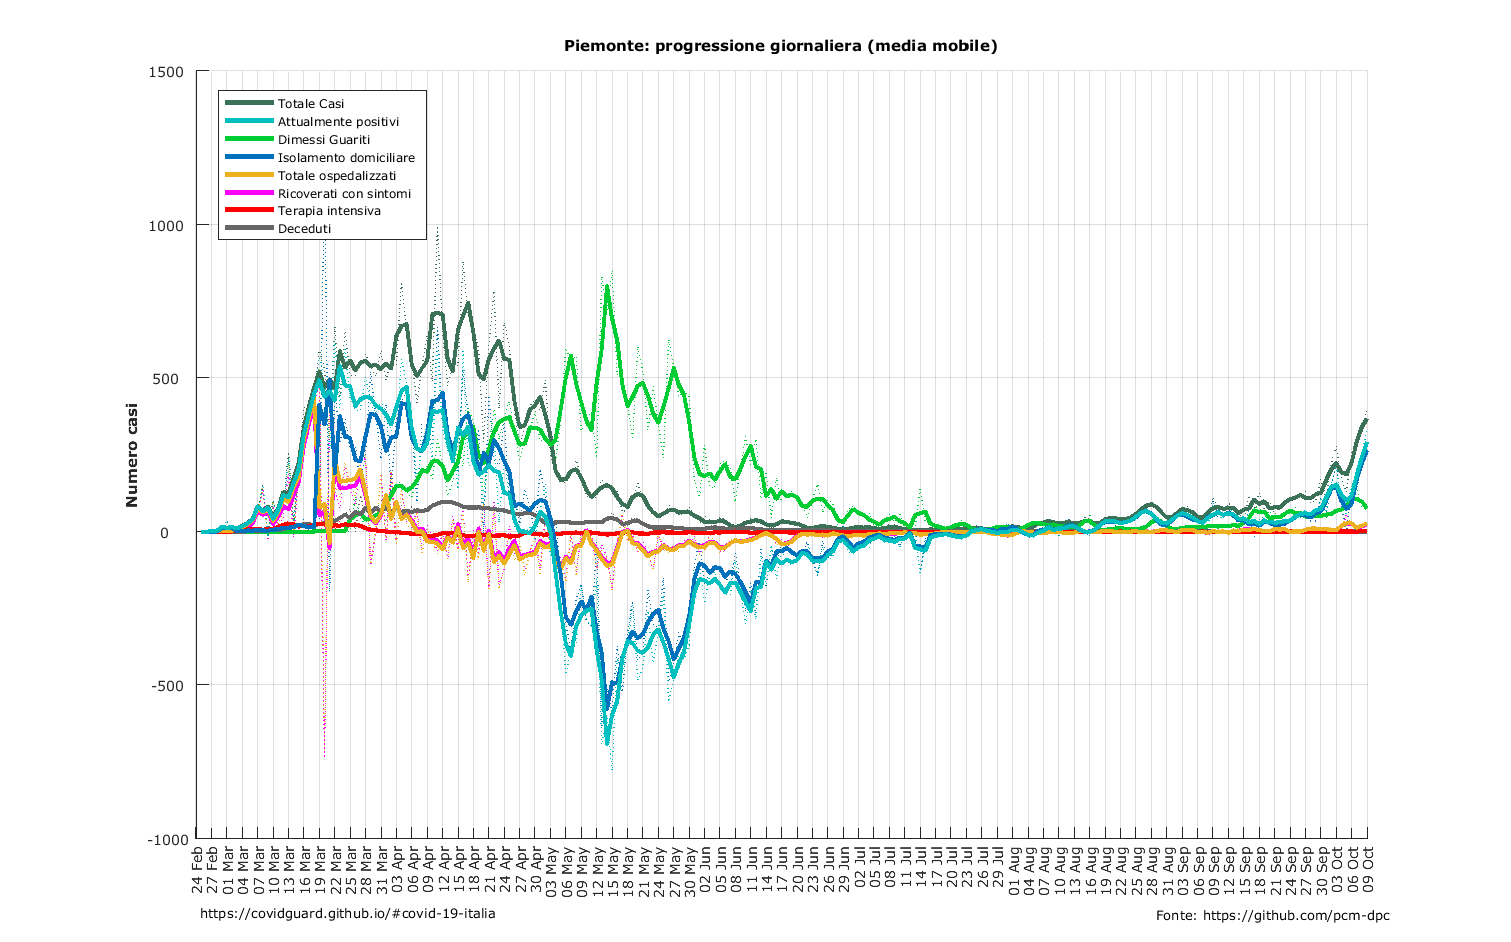 Piemonte: progressione giornaliera (media mobile)
1500
1000
500
0
-500
-1000
Numero casi
Totale Casi
Attualmente positivi
Dimessi Guariti
Isolamento domiciliare
Totale ospedalizzati
Ricoverati con sintomi
Terapia intensiva
Deceduti
24 Feb
27 Feb
01 Mar
04 Mar
07 Mar
10 Mar
13 Mar
16 Mar
19 Mar
22 Mar
25 Mar
28 Mar
31 Mar
03 Apr
06 Apr
09 Apr
12 Apr
15 Apr
18 Apr
21 Apr
24 Apr
27 Apr
30 Apr
03 May
06 May
09 May
12 May
15 May
18 May
21 May
24 May
27 May
30 May
02 Jun
05 Jun
08 Jun
11 Jun
14 Jun
17 Jun
20 Jun
23 Jun
26 Jun
29 Jun
02 Jul
05 Jul
08 Jul
11 Jul
14 Jul
17 Jul
20 Jul
23 Jul
26 Jul
29 Jul
01 Aug
04 Aug
07 Aug
10 Aug
13 Aug
16 Aug
19 Aug
22 Aug
25 Aug
28 Aug
31 Aug
03 Sep
06 Sep
09 Sep
12 Sep
15 Sep
18 Sep
21 Sep
24 Sep
27 Sep
30 Sep
03 Oct
06 Oct
09 Oct
https://covidguard.github.io/#covid-19-italia
Fonte: https://github.com/pcm-dpc